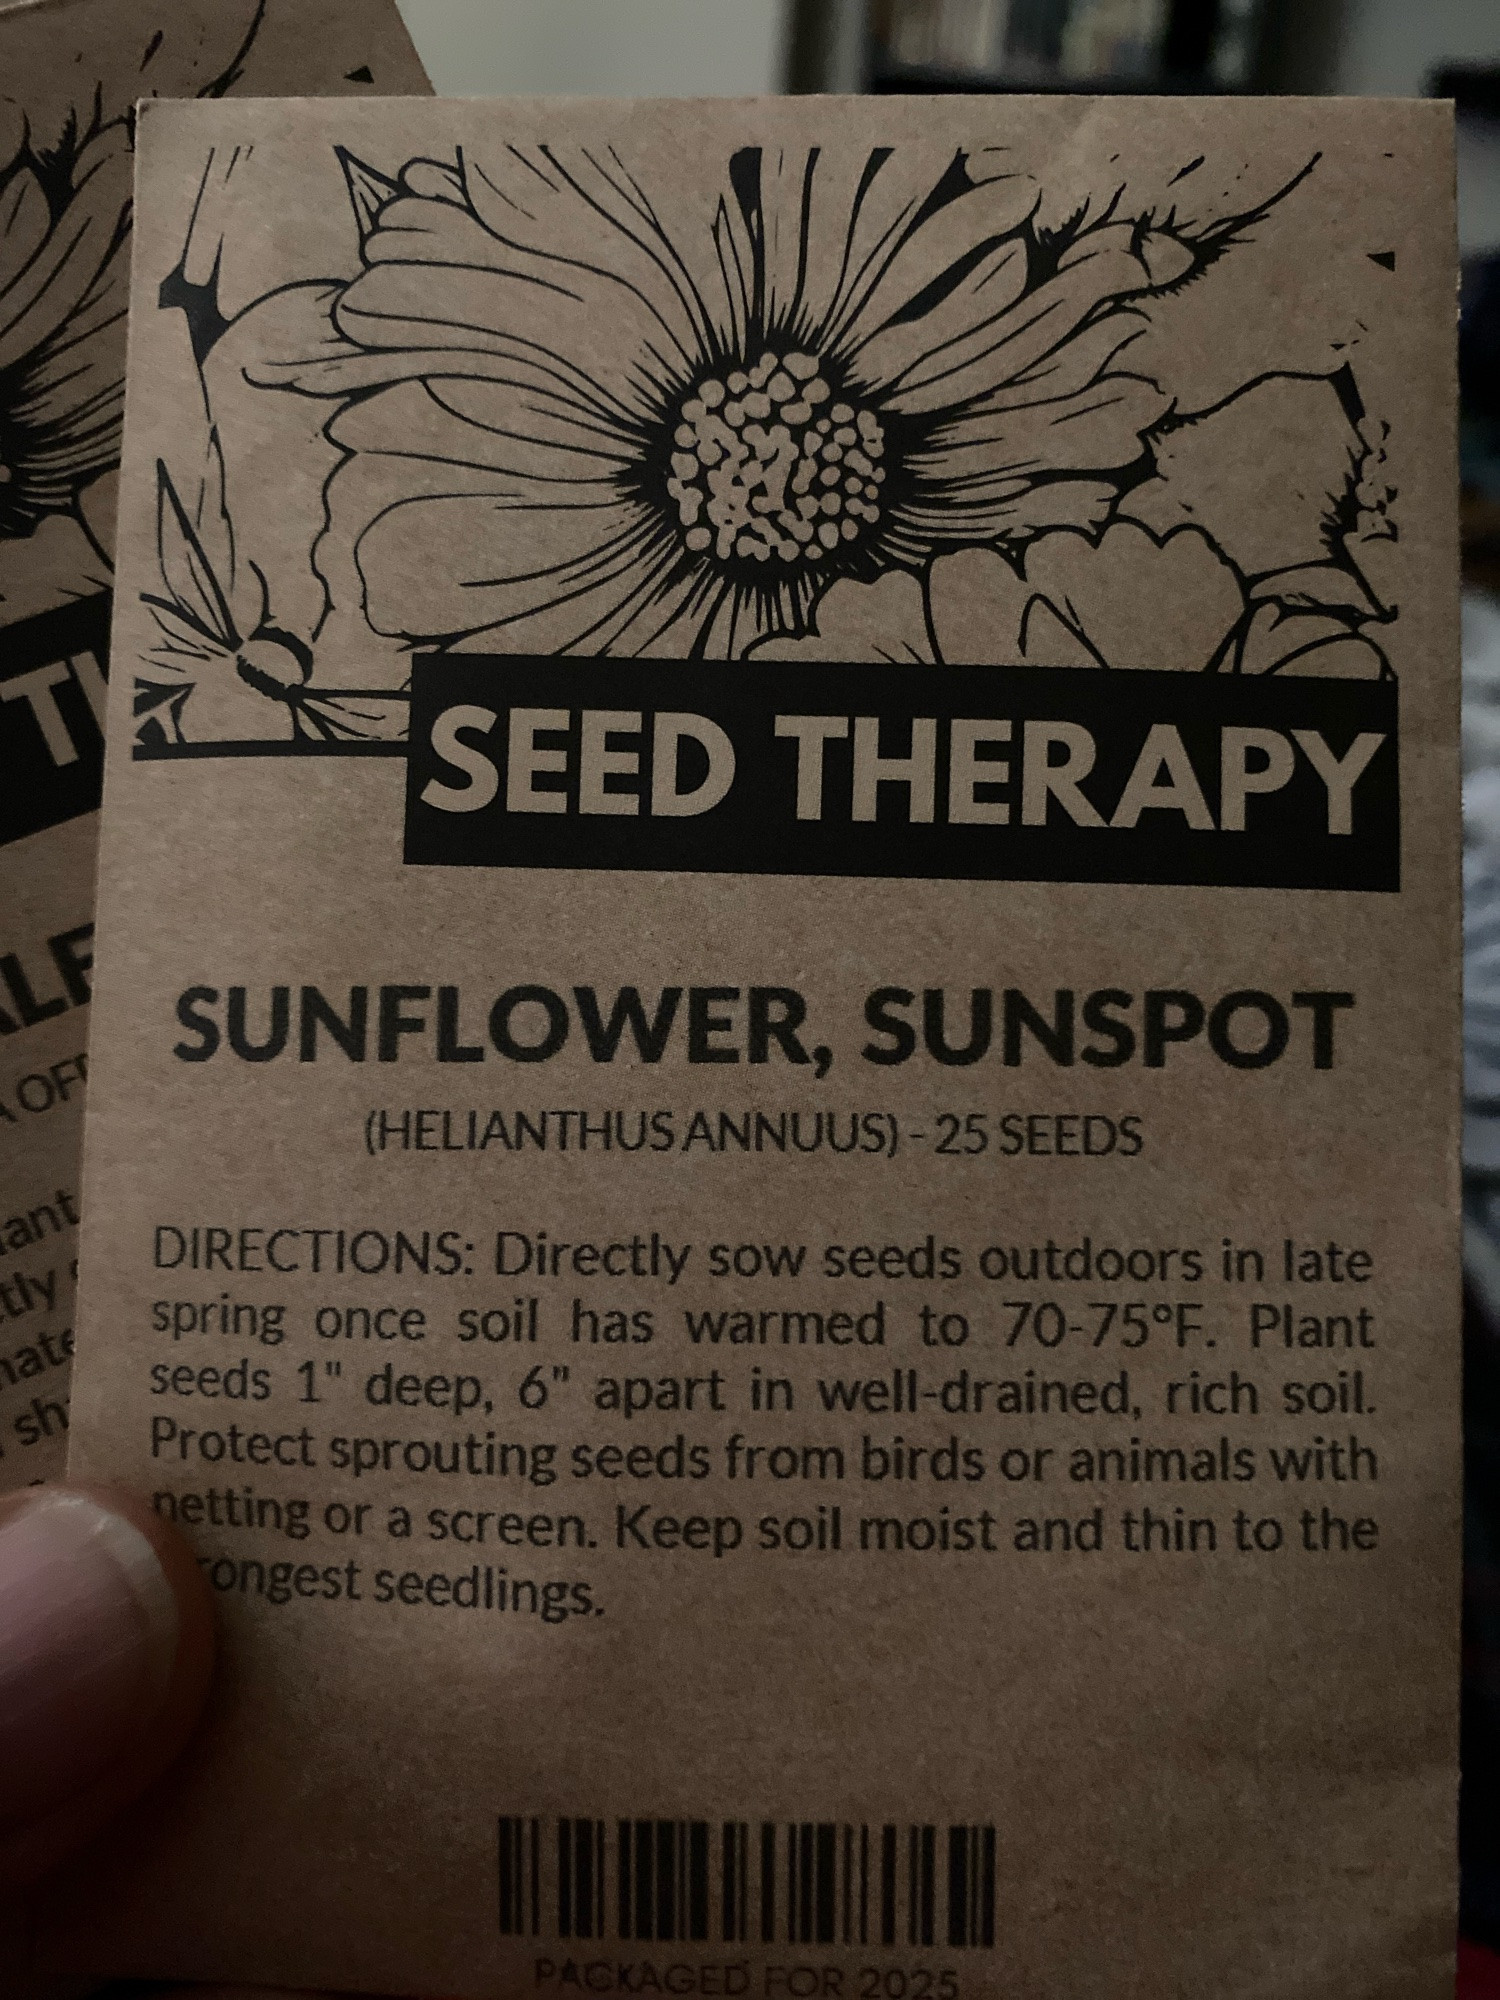 SEED THERAPY
SUNFLOWER, SUNSPOT
(HELIANTHUS ANNUUS) - 25 SEEDS
DIRECTIONS: Directly sow seeds outdoors in late
spring once soil has warmed to 70-75°F. Plant
seeds 1" deep, 6" apart in well-drained, rich soil.
Protect sprouting seeds from birds or animals with
netting or a screen. Keep soil moist and thin to the
seedlings.
PACKAGED FOR 2025